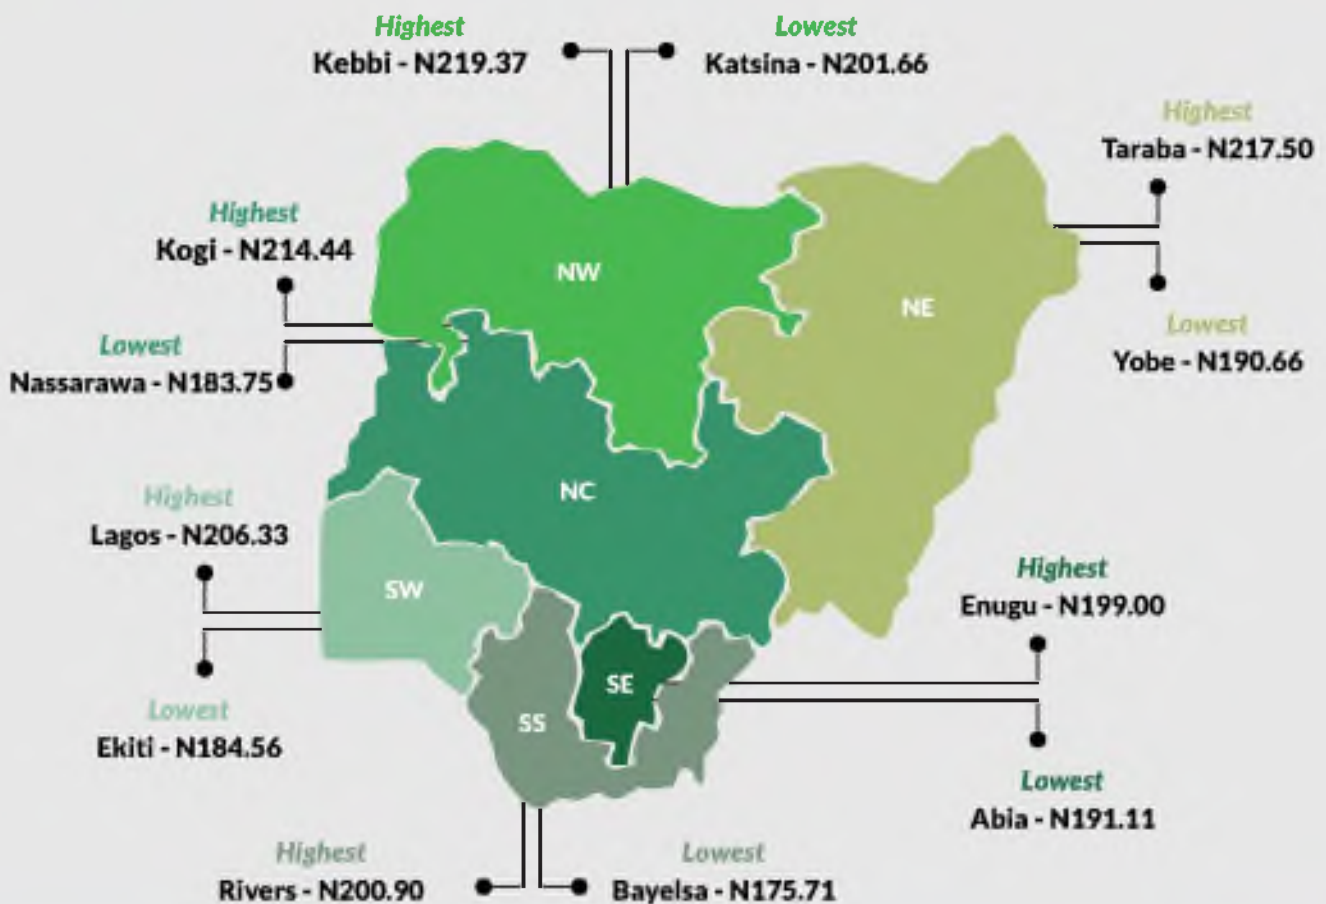 Highest
Kebbi - N219.37
Lowest
Katsina - N201.66
Highest
Taraba - N217.50
Lowest
Yobe - N190.66
Highest
Kogi - N214.44
Lowest
Nassarawa - N183.75
NW
NE
NC
SW
SE
SS
Highest
Lagos - N206.33
Lowest
Ekiti - N184.56
Highest
Enugu - N199.00
Lowest
Abia - N191.11
Highest
Rivers - N200.90
Lowest
Bayelsa - N175.71